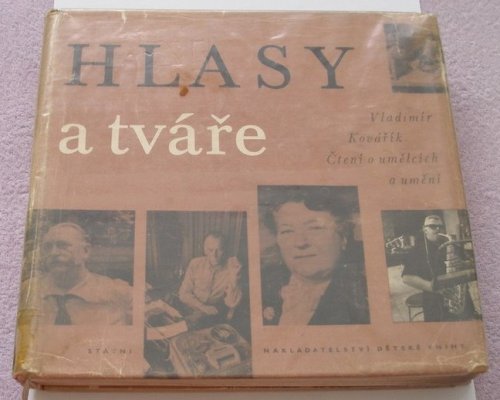 HLASY
a tváře
Vladimír
Kovářík
Čtení o umělcích
a umění
STÁTNÍ NAKLADATELSTVÍ DĚTSKÉ KNIHY